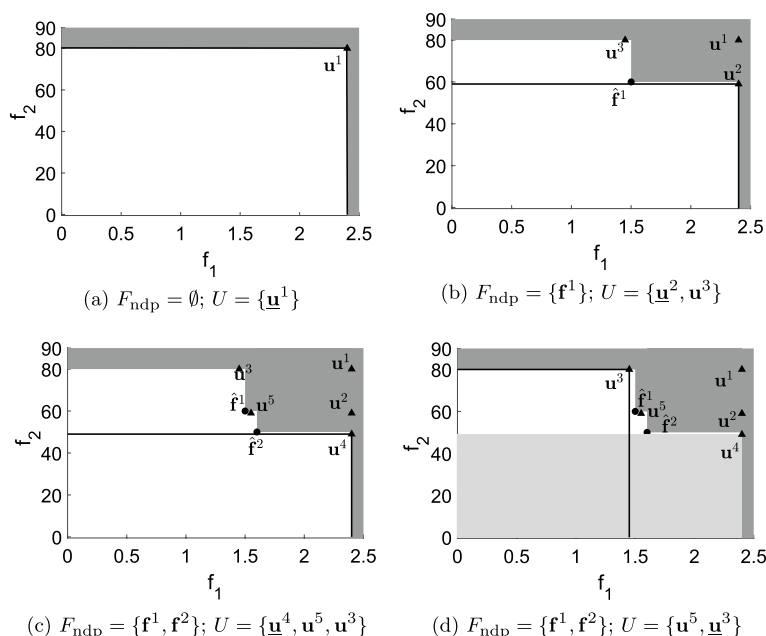 90
80
u¹
60
f₂
40
20
0
0 0.5 1 1.5 2 2.5
f₁
(a) F_ndp = ∅; U = {u¹}
90
80
u³ u¹
60
u²
f̂¹
f₂
40
20
0
0 0.5 1 1.5 2 2.5
f₁
(b) F_ndp = {f¹}; U = {u², u³}
90
80
u³ u¹
60
f̂¹ u⁵ u²
f̂² u⁴
f₂
40
20
0
0 0.5 1 1.5 2 2.5
f₁
(c) F_ndp = {f¹, f²}; U = {u⁴, u⁵, u³}
90
80
u³ u¹
60
f̂¹ u⁵ f̂² u²
u⁴
f₂
40
20
0
0 0.5 1 1.5 2 2.5
f₁
(d) F_ndp = {f¹, f²}; U = {u⁵, u³}